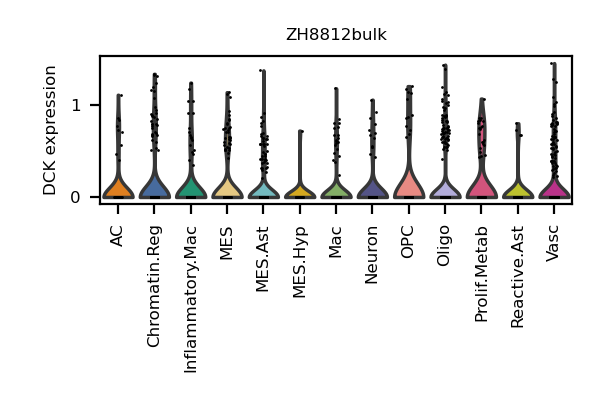 ZH8812bulk
DCK expression
1
0
AC
Chromatin.Reg
Inflammatory.Mac
MES
MES.Ast
MES.Hyp
Mac
Neuron
OPC
Oligo
Prolif.Metab
Reactive.Ast
Vasc